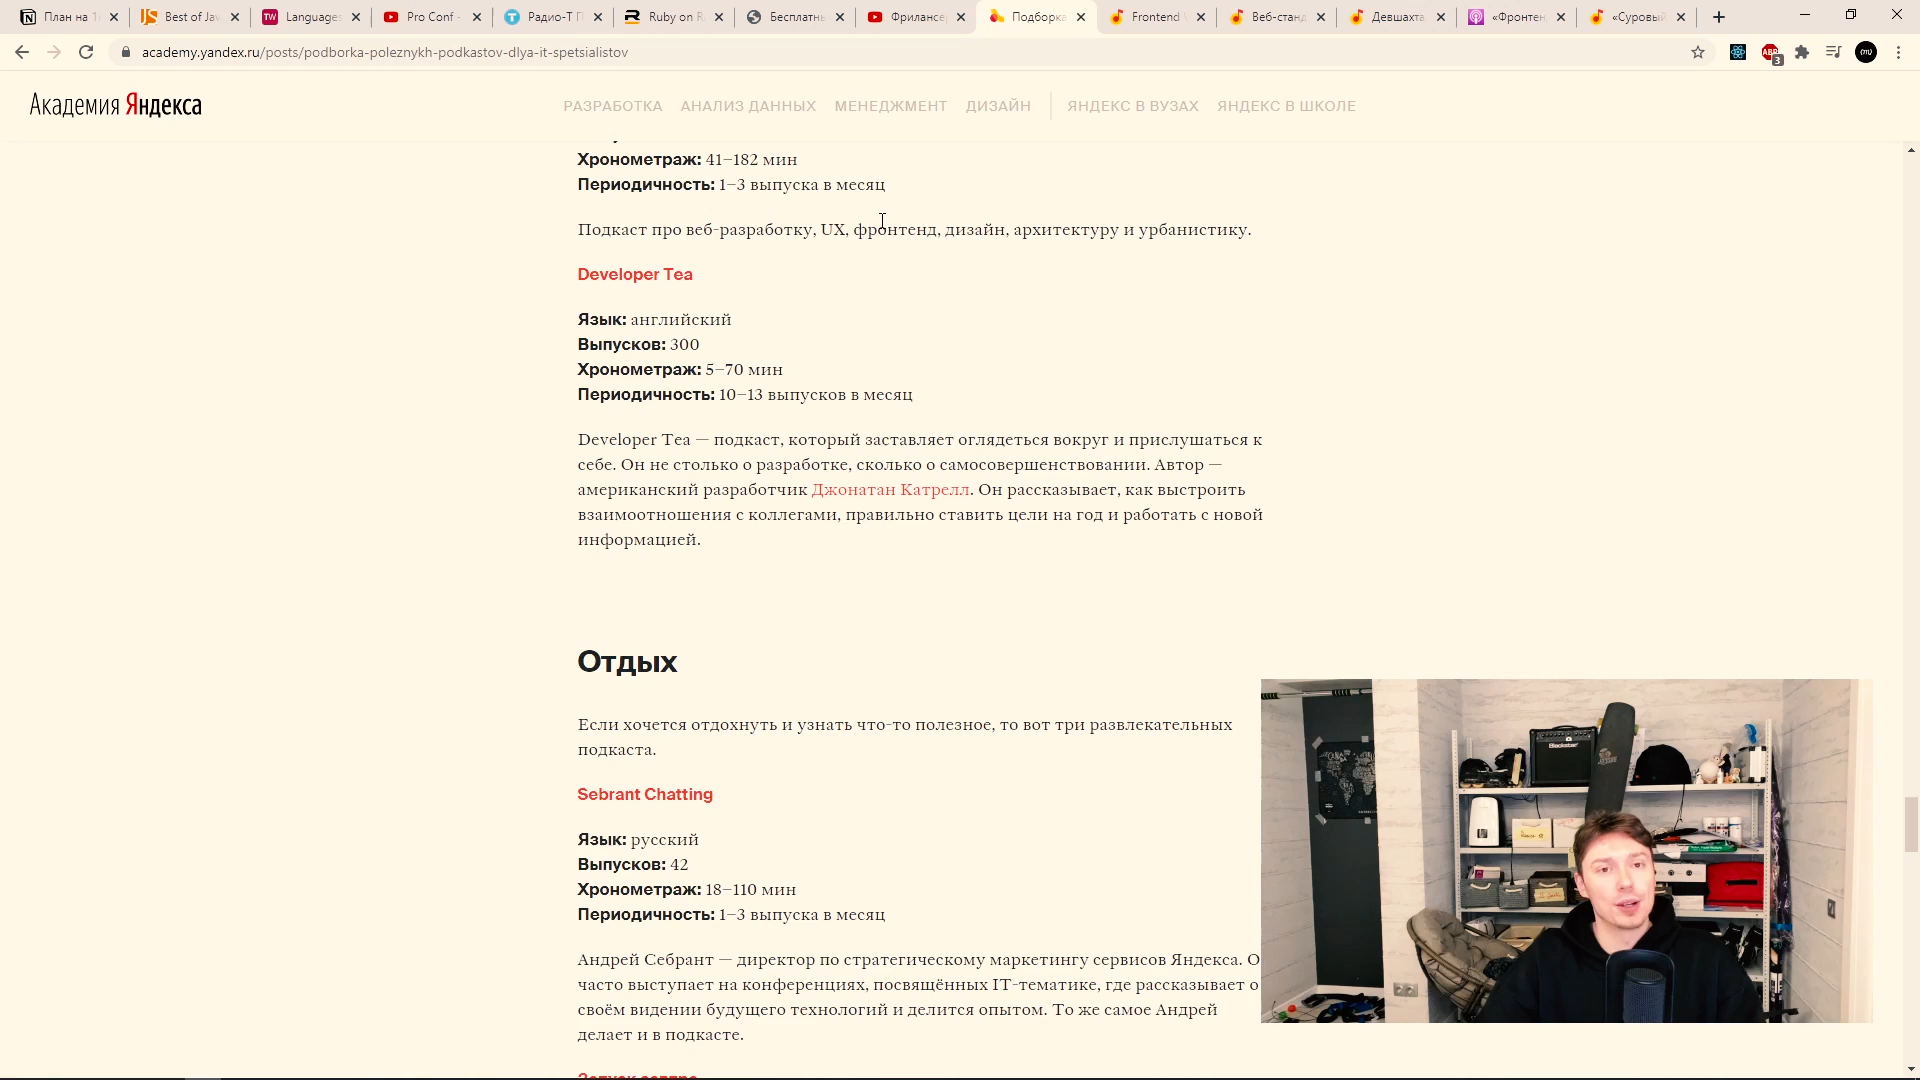 План на
Best of Jav
Languages
Pro Conf -
Радио-Т П
Ruby on R
Бесплатн
Фрилансе
Подборка
Frontend
Веб-станд
Девшахта
«Фронтен
«Суровый
academy.yandex.ru/posts/podborka-poleznykh-podkastov-dlya-it-spetsialistov
Академия Яндекса
РАЗРАБОТКА АНАЛИЗ ДАННЫХ МЕНЕДЖМЕНТ ДИЗАЙН ЯНДЕКС В ВУЗАХ ЯНДЕКС В ШКОЛЕ
Хронометраж: 41–182 мин
Периодичность: 1–3 выпуска в месяц
Подкаст про веб-разработку, UX, фронтенд, дизайн, архитектуру и урбанистику.
Developer Tea
Язык: английский
Выпусков: 300
Хронометраж: 5–70 мин
Периодичность: 10–13 выпусков в месяц
Developer Tea — подкаст, который заставляет оглядеться вокруг и прислушаться к
себе. Он не столько о разработке, сколько о самосовершенствовании. Автор —
американский разработчик Джонатан Катрелл. Он рассказывает, как выстроить
взаимоотношения с коллегами, правильно ставить цели на год и работать с новой
информацией.
Отдых
Если хочется отдохнуть и узнать что-то полезное, то вот три развлекательных
подкаста.
Sebrant Chatting
Язык: русский
Выпусков: 42
Хронометраж: 18–110 мин
Периодичность: 1–3 выпуска в месяц
Андрей Себрант — директор по стратегическому маркетингу сервисов Яндекса. О
часто выступает на конференциях, посвящённых IT-тематике, где рассказывает о
своём видении будущего технологий и делится опытом. То же самое Андрей
делает и в подкасте.
Blackstar